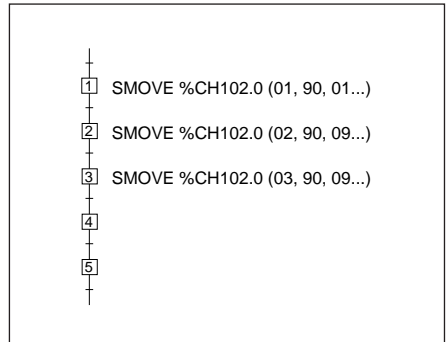 1 SMOVE %CH102.0 (01, 90, 01...)
2 SMOVE %CH102.0 (02, 90, 09...)
3 SMOVE %CH102.0 (03, 90, 09...)
4
5